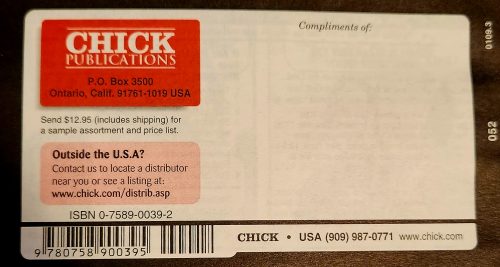 CHICK
PUBLICATIONS
P.O. Box 3500
Ontario, Calif. 91761-1019 USA
Send $12.95 (includes shipping) for
a sample assortment and price list.
Outside the U.S.A?
Contact us to locate a distributor
near you or see a listing at:
www.chick.com/distrib.asp
ISBN 0-7589-0039-2
9 780758 900395
Compliments of:
CHICK • USA (909) 987-0771 www.chick.com
0109.3
052